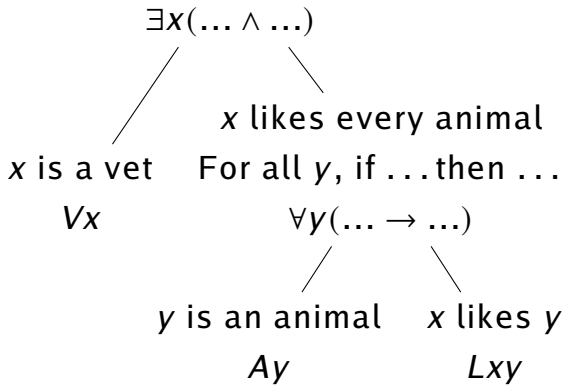 ∃x(... ∧ ...)
x likes every animal
x is a vet For all y, if ...then ...
Vx ∀y(... → ...)
y is an animal x likes y
Ay Lxy